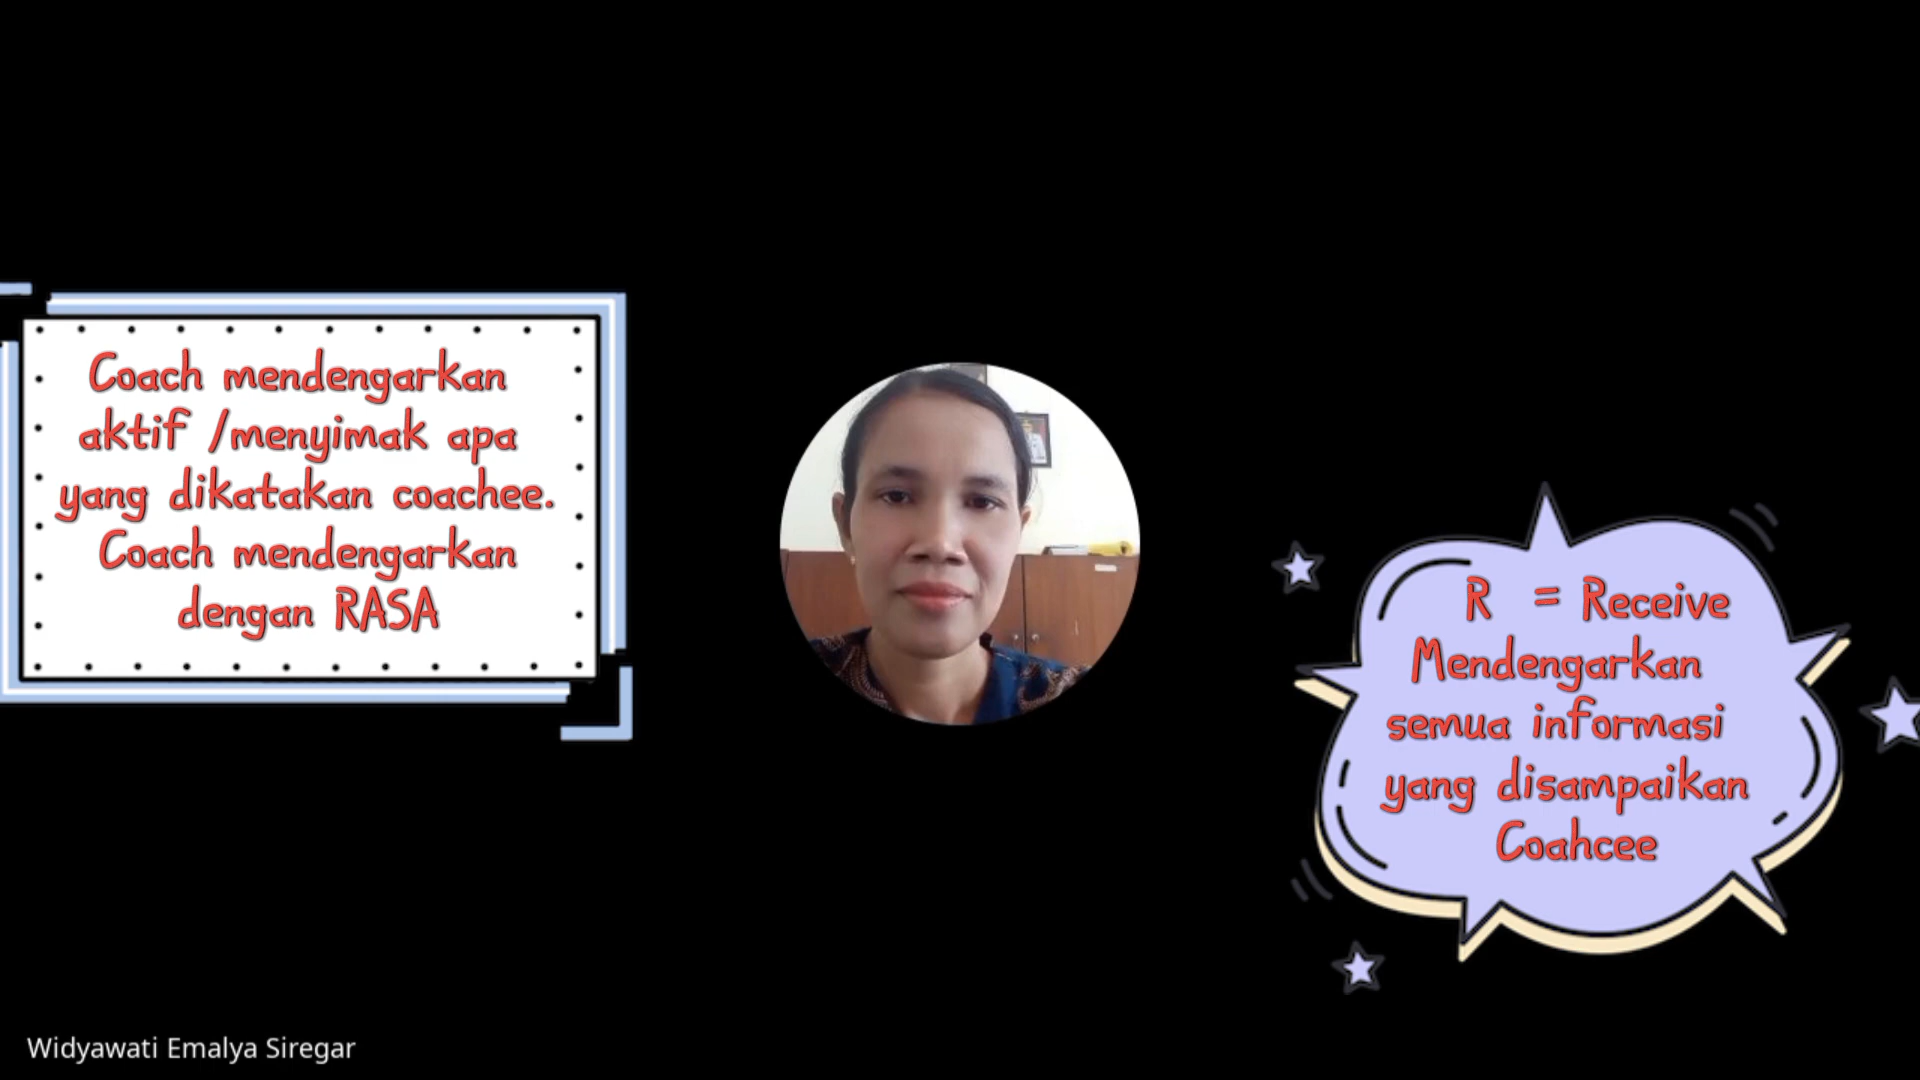 Coach mendengarkan
aktif /menyimak apa
yang dikatakan coachee.
Coach mendengarkan
dengan RASA
R = Receive
Mendengarkan
semua informasi
yang disampaikan
Coahcee
Widyawati Emalya Siregar